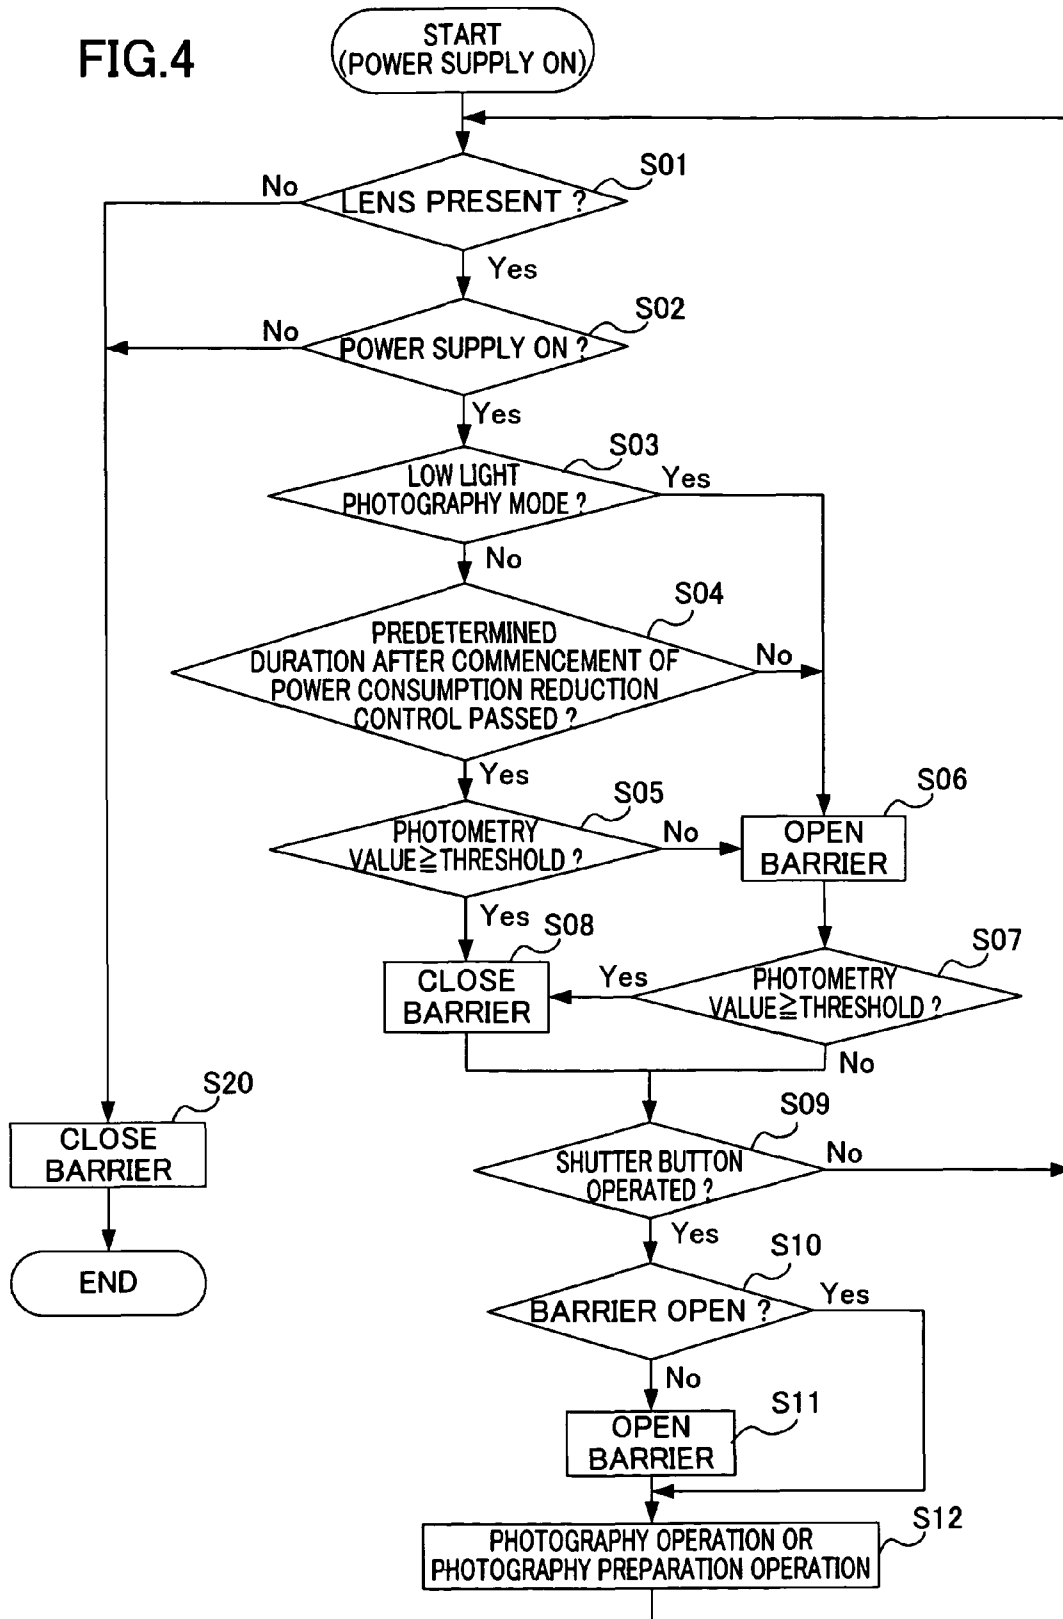 FIG.4
START
(POWER SUPPLY ON)
S01
No
LENS PRESENT ?
Yes
S02
No
POWER SUPPLY ON ?
Yes
S03
LOW LIGHT
PHOTOGRAPHY MODE ?
Yes
No
S04
PREDETERMINED
DURATION AFTER COMMENCEMENT OF
POWER CONSUMPTION REDUCTION
CONTROL PASSED ?
No
Yes
S05
PHOTOMETRY
VALUE≧THRESHOLD ?
No
S06
OPEN
BARRIER
Yes
S08
CLOSE
BARRIER
Yes
S07
PHOTOMETRY
VALUE≧THRESHOLD ?
No
S20
CLOSE
BARRIER
END
S09
SHUTTER BUTTON
OPERATED ?
No
Yes
S10
BARRIER OPEN ?
Yes
No
S11
OPEN
BARRIER
S12
PHOTOGRAPHY OPERATION OR
PHOTOGRAPHY PREPARATION OPERATION